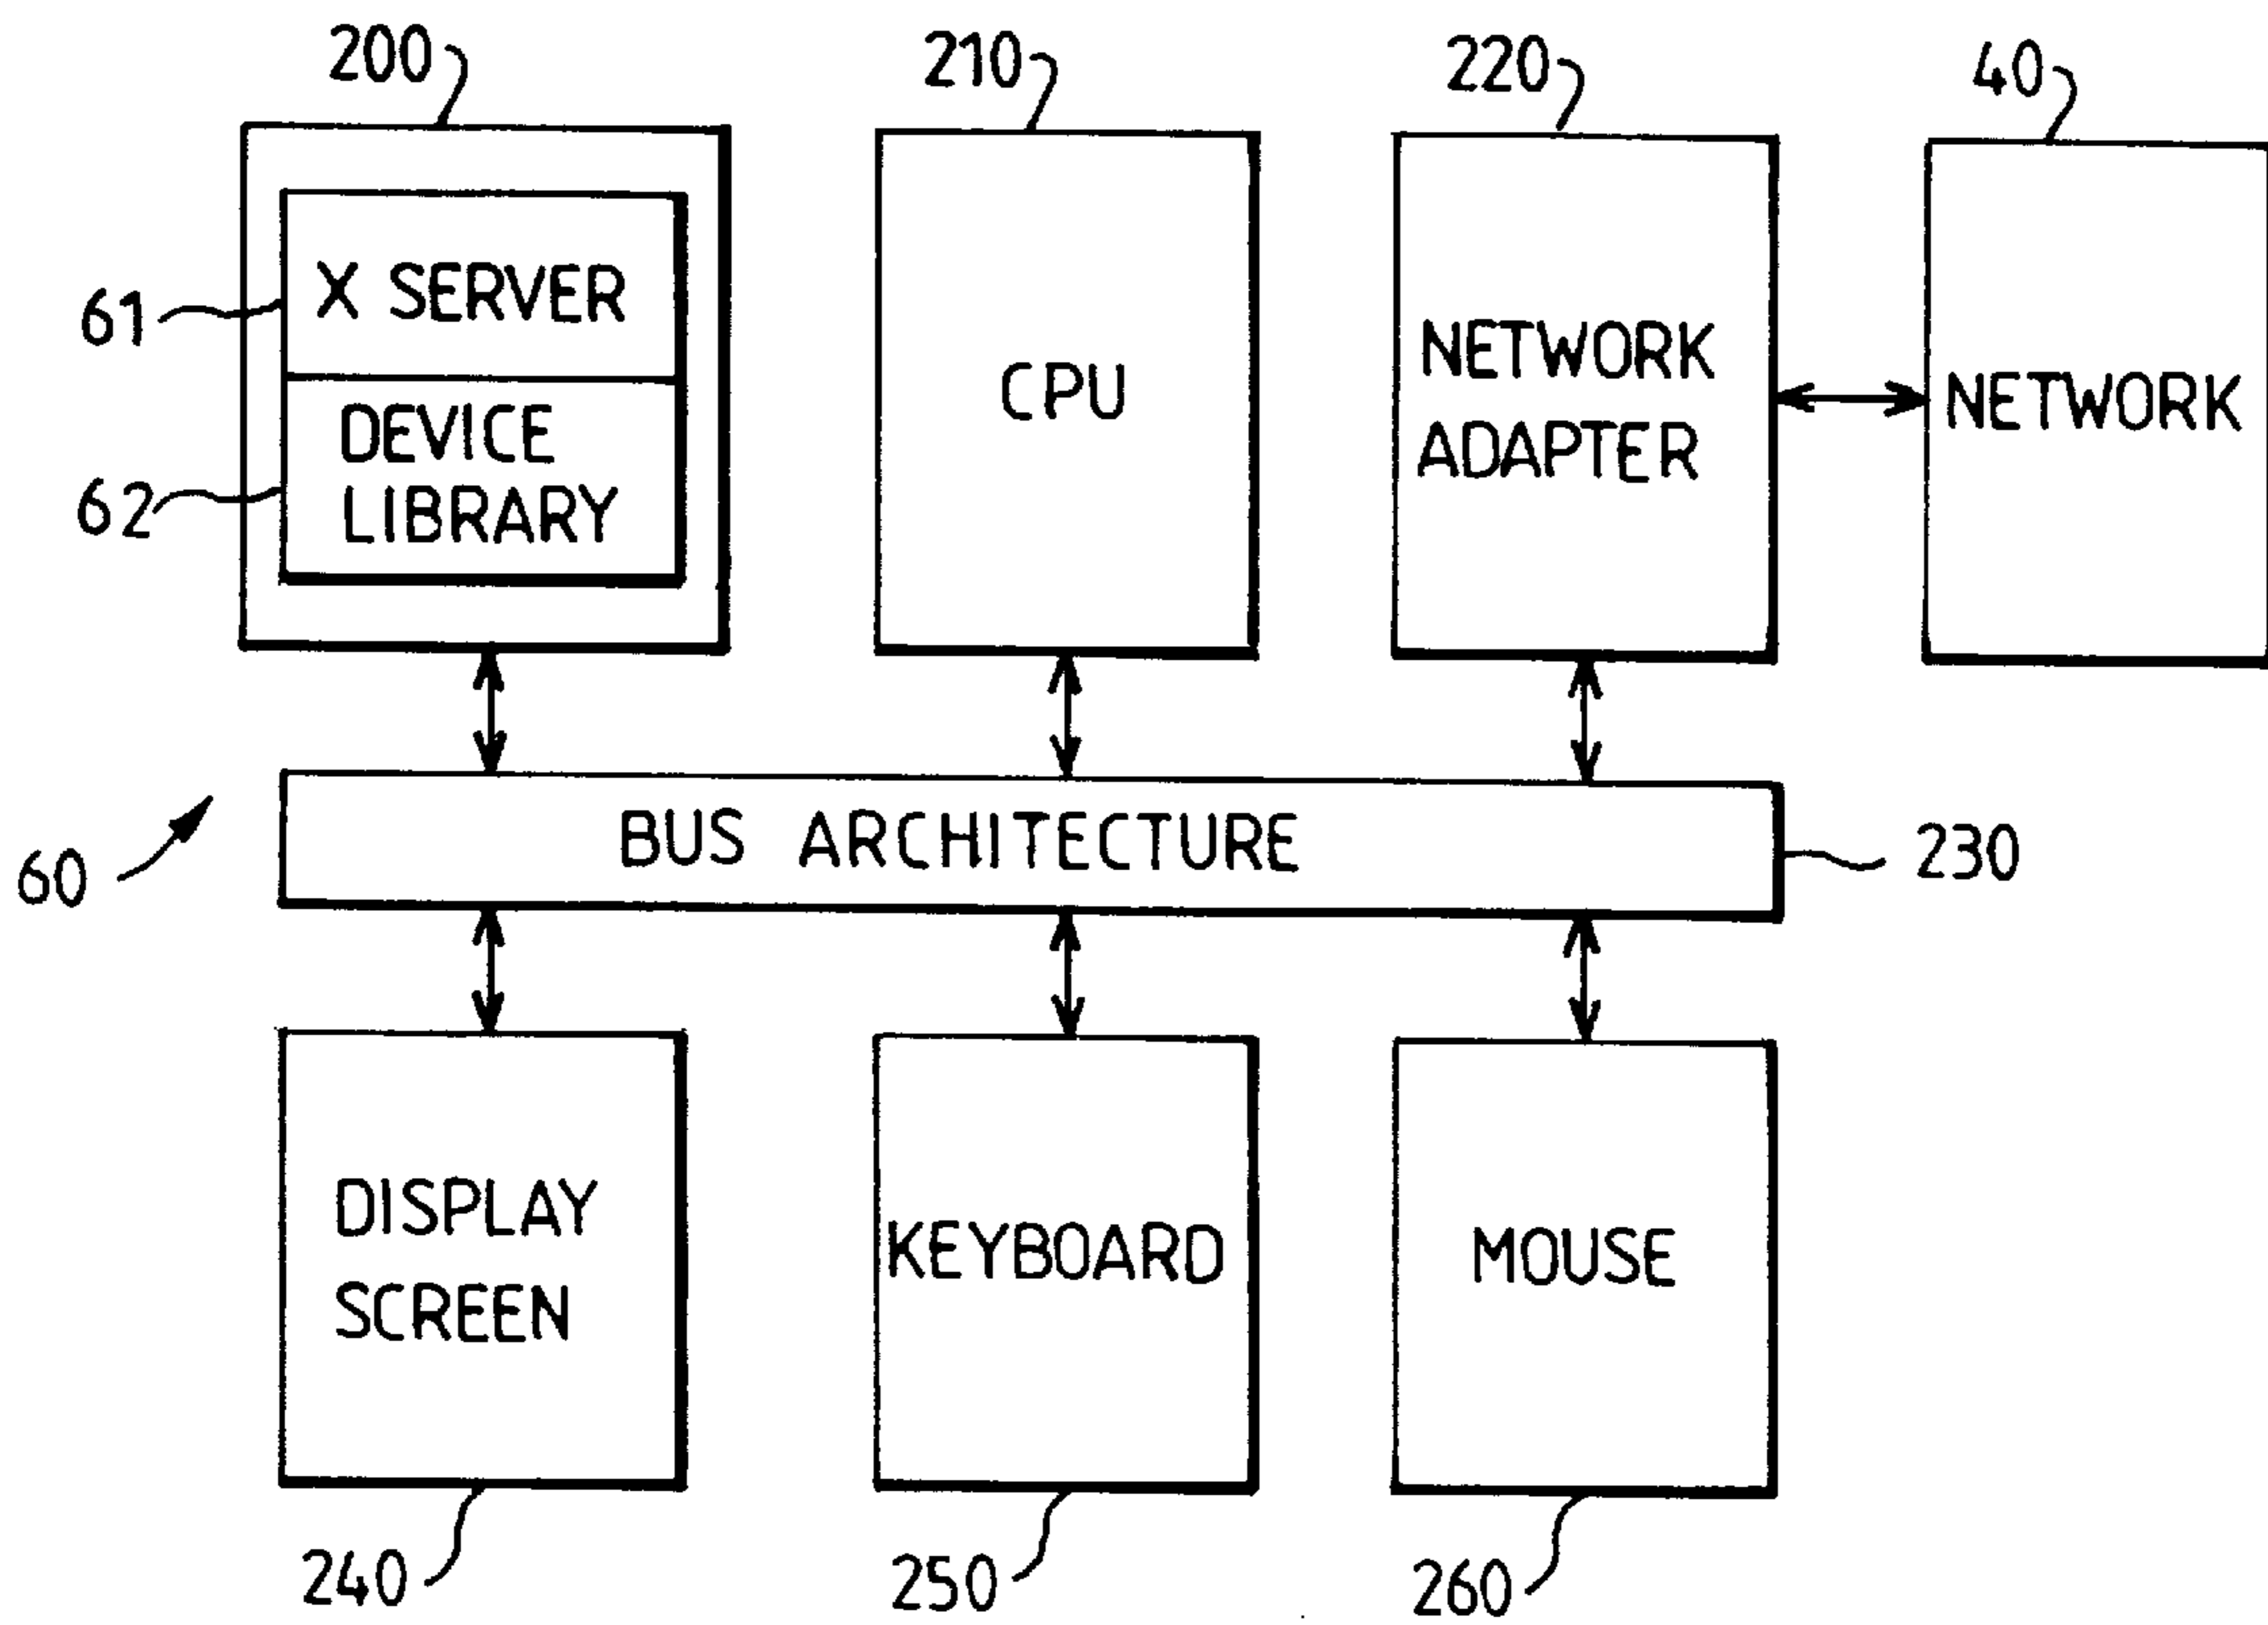 200
210
220
40
61
X SERVER
62
DEVICE
LIBRARY
CPU
NETWORK
ADAPTER
NETWORK
60
BUS ARCHITECTURE
230
DISPLAY
SCREEN
KEYBOARD
MOUSE
240
250
260